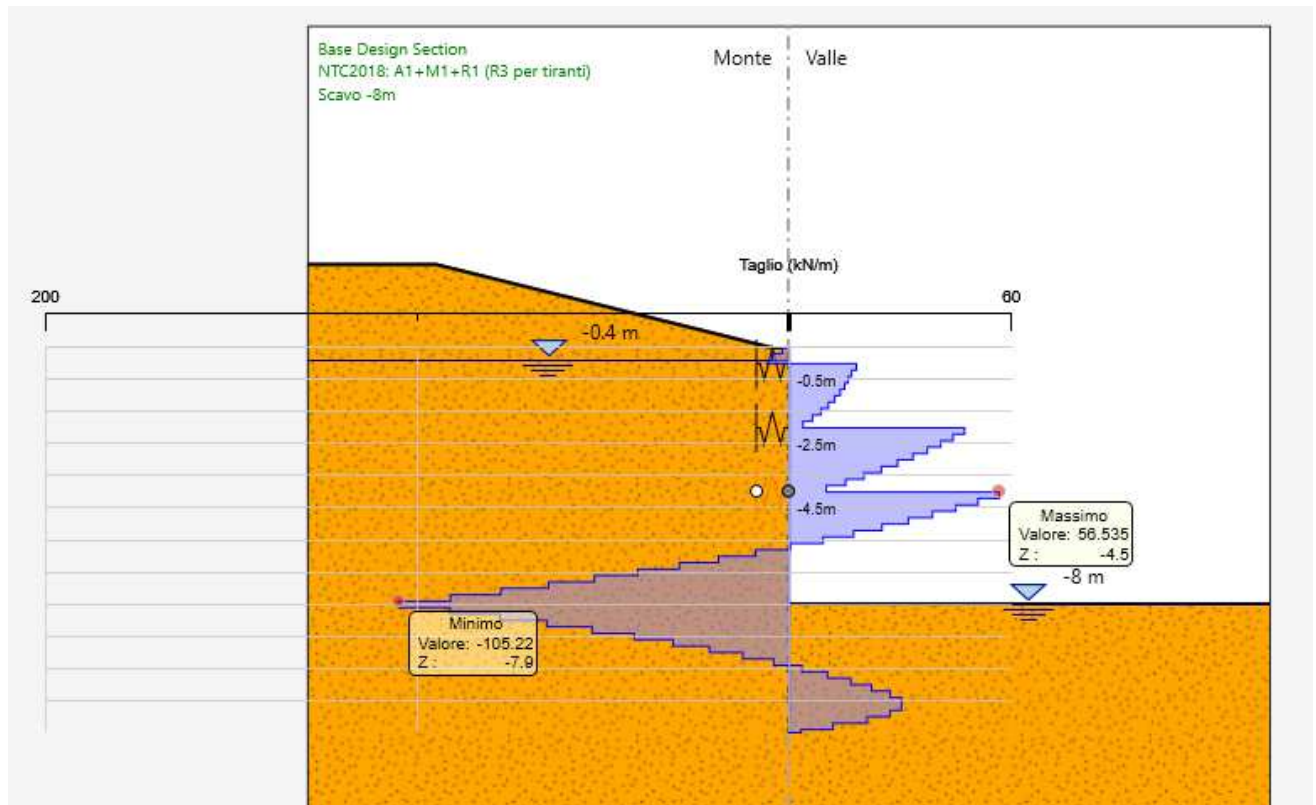 Base Design Section
NTC2018: A1+M1+R1 (R3 per tiranti)
Scavo -8m
Monte
Valle
Taglio (kN/m)
200
60
-0.4 m
-0.5m
-2.5m
-4.5m
Massimo
Valore: 56.535
Z : -4.5
-8 m
Minimo
Valore: -105.22
Z : -7.9